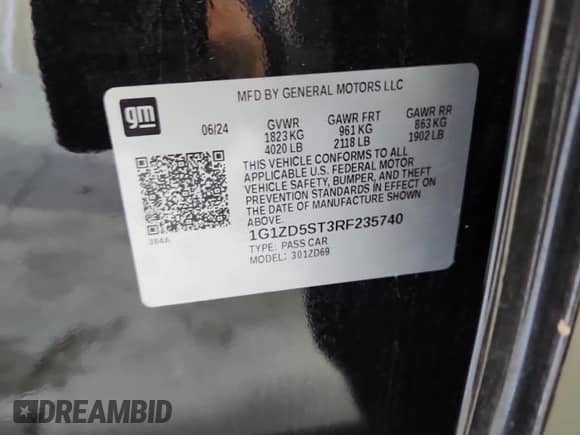 MFD BY GENERAL MOTORS LLC
gm
06/24 GVWR GAWR FRT GAWR RR
1823 KG 961 KG 863 KG
4020 LB 2118 LB 1902 LB
THIS VEHICLE CONFORMS TO ALL
APPLICABLE U.S. FEDERAL MOTOR
VEHICLE SAFETY, BUMPER, AND THEFT
PREVENTION STANDARDS IN EFFECT ON
THE DATE OF MANUFACTURE SHOWN
ABOVE.
384A
1G1ZD5ST3RF235740
TYPE: PASS CAR
MODEL: 301ZD69
DREAMBID